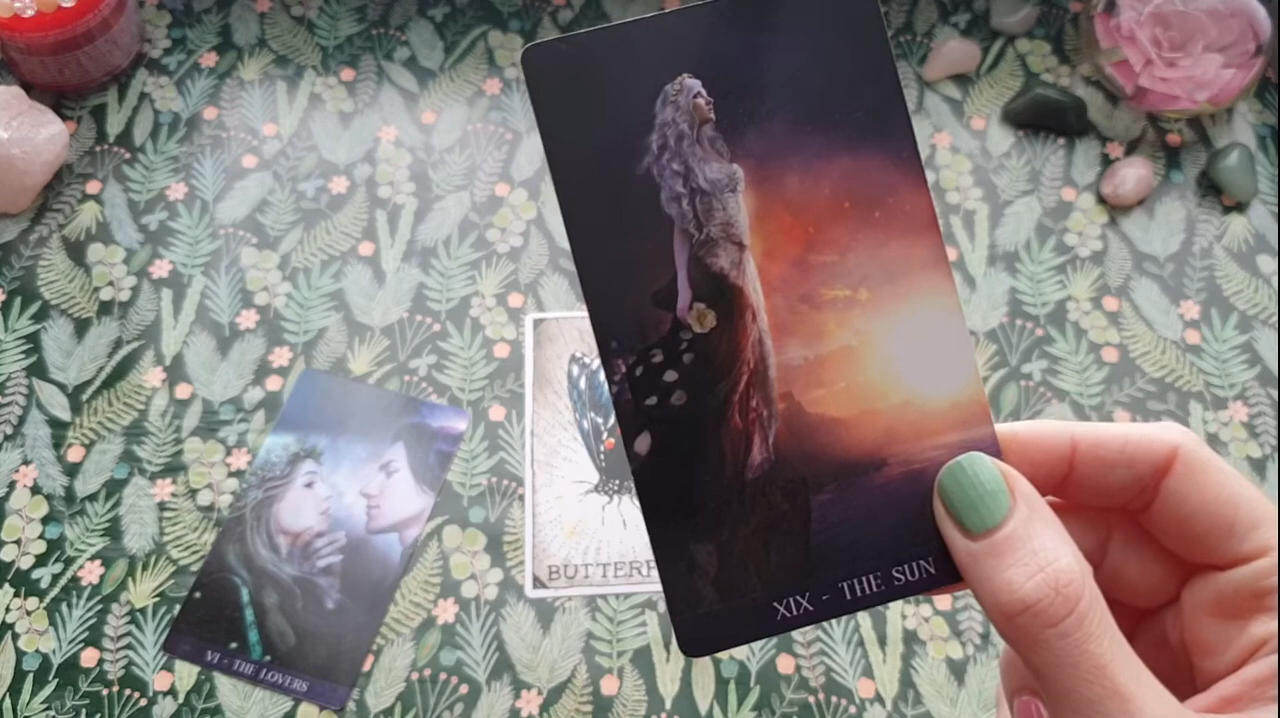 XIX - THE SUN
BUTTERF
VI - THE LOVERS